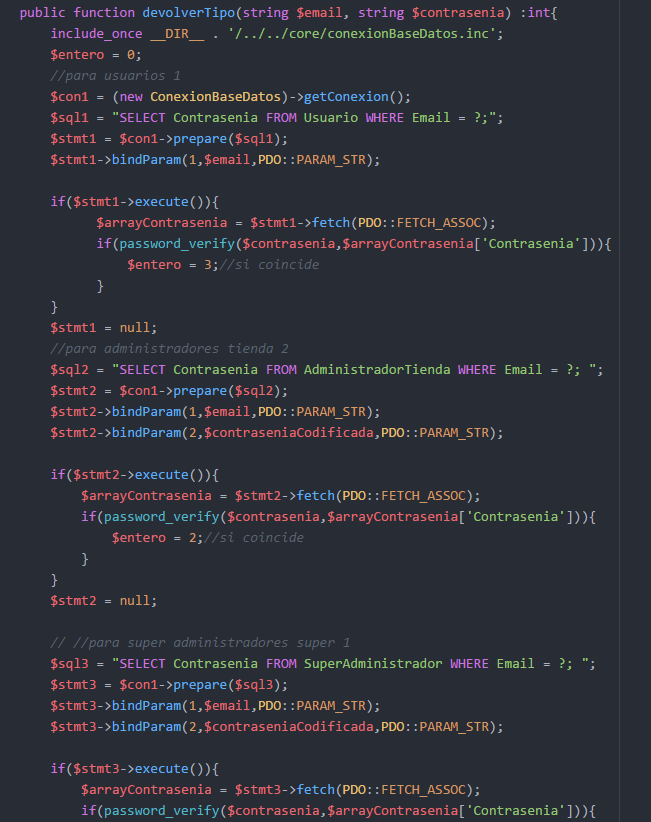 public function devolverTipo(string $email, string $contrasenia) :int{
include_once __DIR__ . '/../../core/conexionBaseDatos.inc';
$entero = 0;
//para usuarios 1
$con1 = (new ConexionBaseDatos)->getConexion();
$sql1 = "SELECT Contrasenia FROM Usuario WHERE Email = ?;";
$stmt1 = $con1->prepare($sql1);
$stmt1->bindParam(1,$email,PDO::PARAM_STR);
if($stmt1->execute()){
$arrayContrasenia = $stmt1->fetch(PDO::FETCH_ASSOC);
if(password_verify($contrasenia,$arrayContrasenia['Contrasenia'])){
$entero = 3;//si coincide
}
}
$stmt1 = null;
//para administradores tienda 2
$sql2 = "SELECT Contrasenia FROM AdministradorTienda WHERE Email = ?; ";
$stmt2 = $con1->prepare($sql2);
$stmt2->bindParam(1,$email,PDO::PARAM_STR);
$stmt2->bindParam(2,$contraseniaCodificada,PDO::PARAM_STR);
if($stmt2->execute()){
$arrayContrasenia = $stmt2->fetch(PDO::FETCH_ASSOC);
if(password_verify($contrasenia,$arrayContrasenia['Contrasenia'])){
$entero = 2;//si coincide
}
}
$stmt2 = null;
// //para super administradores super 1
$sql3 = "SELECT Contrasenia FROM SuperAdministrador WHERE Email = ?; ";
$stmt3 = $con1->prepare($sql3);
$stmt3->bindParam(1,$email,PDO::PARAM_STR);
$stmt3->bindParam(2,$contraseniaCodificada,PDO::PARAM_STR);
if($stmt3->execute()){
$arrayContrasenia = $stmt3->fetch(PDO::FETCH_ASSOC);
if(password_verify($contrasenia,$arrayContrasenia['Contrasenia'])){